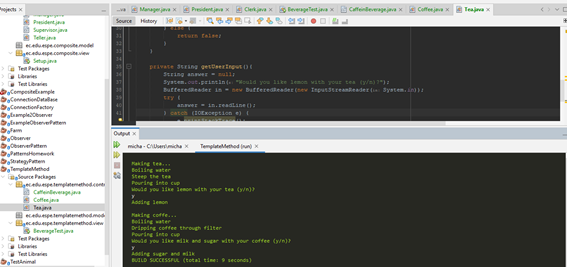 Projects
President.java
Supervisor.java
Teller.java
ec.edu.espe.composite.model
ec.edu.espe.composite.view
Setup.java
Test Packages
Libraries
Test Libraries
CompositeExample
ConnectionDataBase
ConnectionFactory
Example2Observer
ExampleObserverPattern
Farm
Observer
ObserverPattern
PatternsHomework
StrategyPattern
TemplateMethod
Source Packages
ec.edu.espe.templatemethod.contr
CaffeinBeverage.java
Coffee.java
Tea.java
ec.edu.espe.templatemethod.mode
ec.edu.espe.templatemethod.view
BeverageTest.java
Test Packages
Libraries
Test Libraries
TestAnimal
Manager.java
President.java
Clerk.java
BeverageTest.java
CaffeinBeverage.java
Coffee.java
Tea.java
Source
History
} else {
return false;
}
}
private String getUserInput(){
String answer = null;
System.out.println("Would you like lemon with your tea (y/n)?");
BufferedReader in = new BufferedReader(new InputStreamReader(System.in));
try {
answer = in.readLine();
} catch (IOException e) {
Output
micha - C:\Users\micha
TemplateMethod (run)
Making tea...
Boiling water
Steep the tea
Pouring into cup
Would you like lemon with your tea (y/n)?
y
Adding lemon
Making coffe...
Boiling water
Dripping coffee through filter
Pouring into cup
Would you like milk and sugar with your coffee (y/n)?
y
Adding sugar and milk
BUILD SUCCESSFUL (total time: 9 seconds)